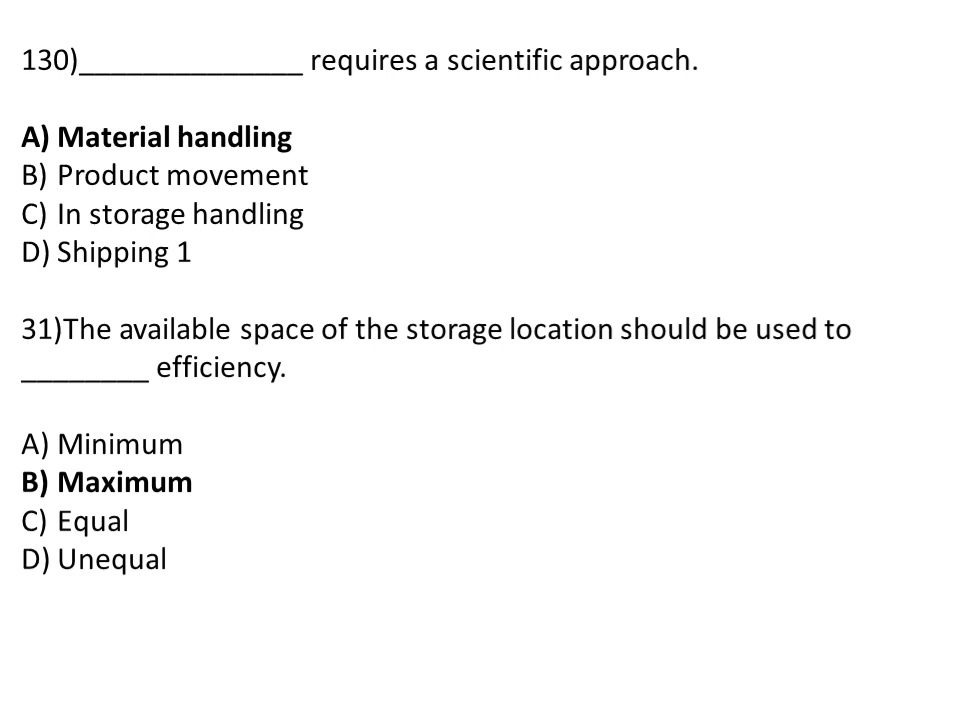 130)______________ requires a scientific approach.
A) Material handling
B) Product movement
C) In storage handling
D) Shipping 1
31)The available space of the storage location should be used to
________ efficiency.
A) Minimum
B) Maximum
C) Equal
D) Unequal